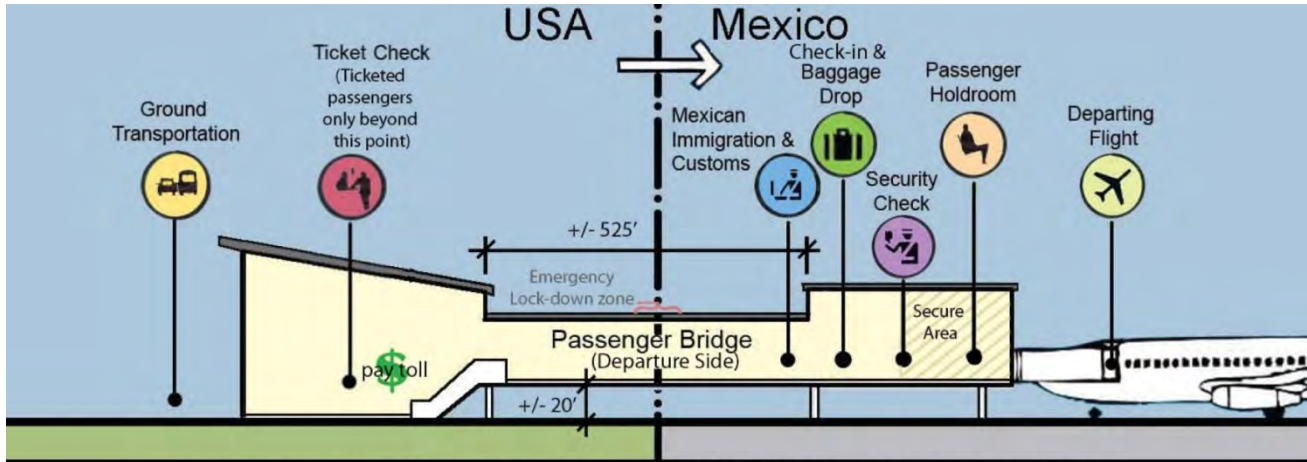 USA
Mexico
Ground
Transportation
Ticket Check
(Ticketed
passengers
only beyond
this point)
Mexican
Immigration &
Customs
Check-in &
Baggage
Drop
Security
Check
Passenger
Holdroom
Departing
Flight
+/- 525'
Emergency
Lock-down zone
Passenger Bridge
(Departure Side)
Secure
Area
$
pay toll
+/- 20'